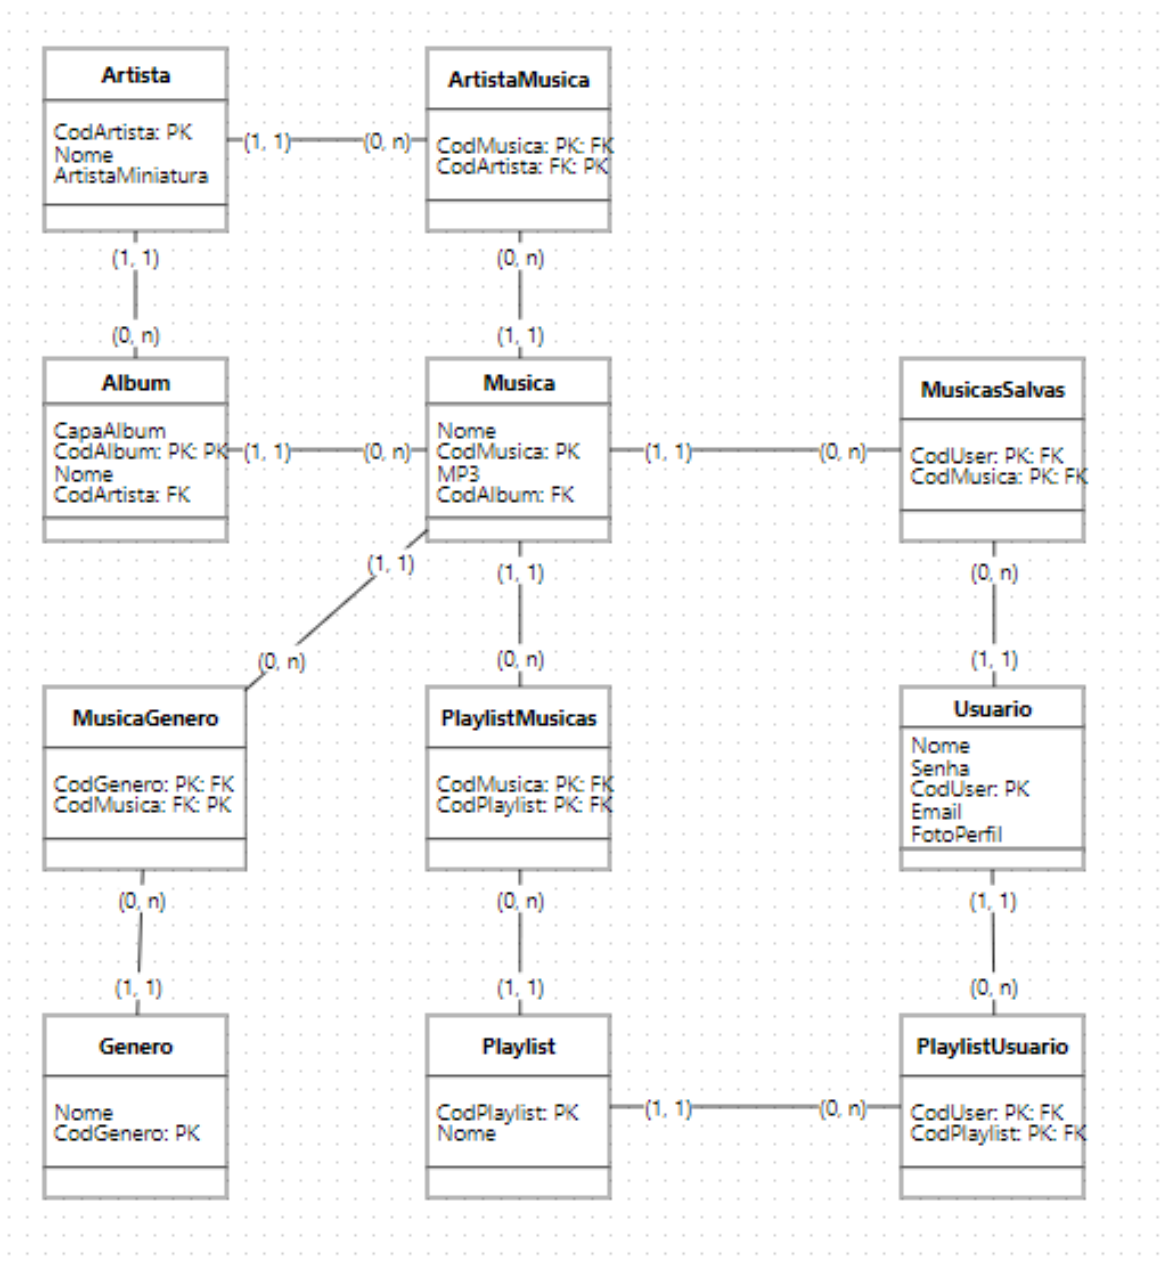 Artista
CodArtista: PK
Nome
ArtistaMiniatura
(1, 1)
(0, n)
ArtistaMusica
CodMusica: PK: FK
CodArtista: FK: PK
(1, 1)
(0, n)
(0, n)
(1, 1)
Album
CapaAlbum
CodAlbum: PK: PK
Nome
CodArtista: FK
(1, 1)
(0, n)
Musica
Nome
CodMusica: PK
MP3
CodAlbum: FK
(1, 1)
(0, n)
MusicasSalvas
CodUser: PK: FK
CodMusica: PK: FK
(1, 1)
(0, n)
(1, 1)
(0, n)
(0, n)
(1, 1)
MusicaGenero
CodGenero: PK: FK
CodMusica: FK: PK
PlaylistMusicas
CodMusica: PK: FK
CodPlaylist: PK: FK
Usuario
Nome
Senha
CodUser: PK
Email
FotoPerfil
(0, n)
(1, 1)
(0, n)
(1, 1)
(1, 1)
(0, n)
Genero
Nome
CodGenero: PK
Playlist
CodPlaylist: PK
Nome
(1, 1)
(0, n)
PlaylistUsuario
CodUser: PK: FK
CodPlaylist: PK: FK